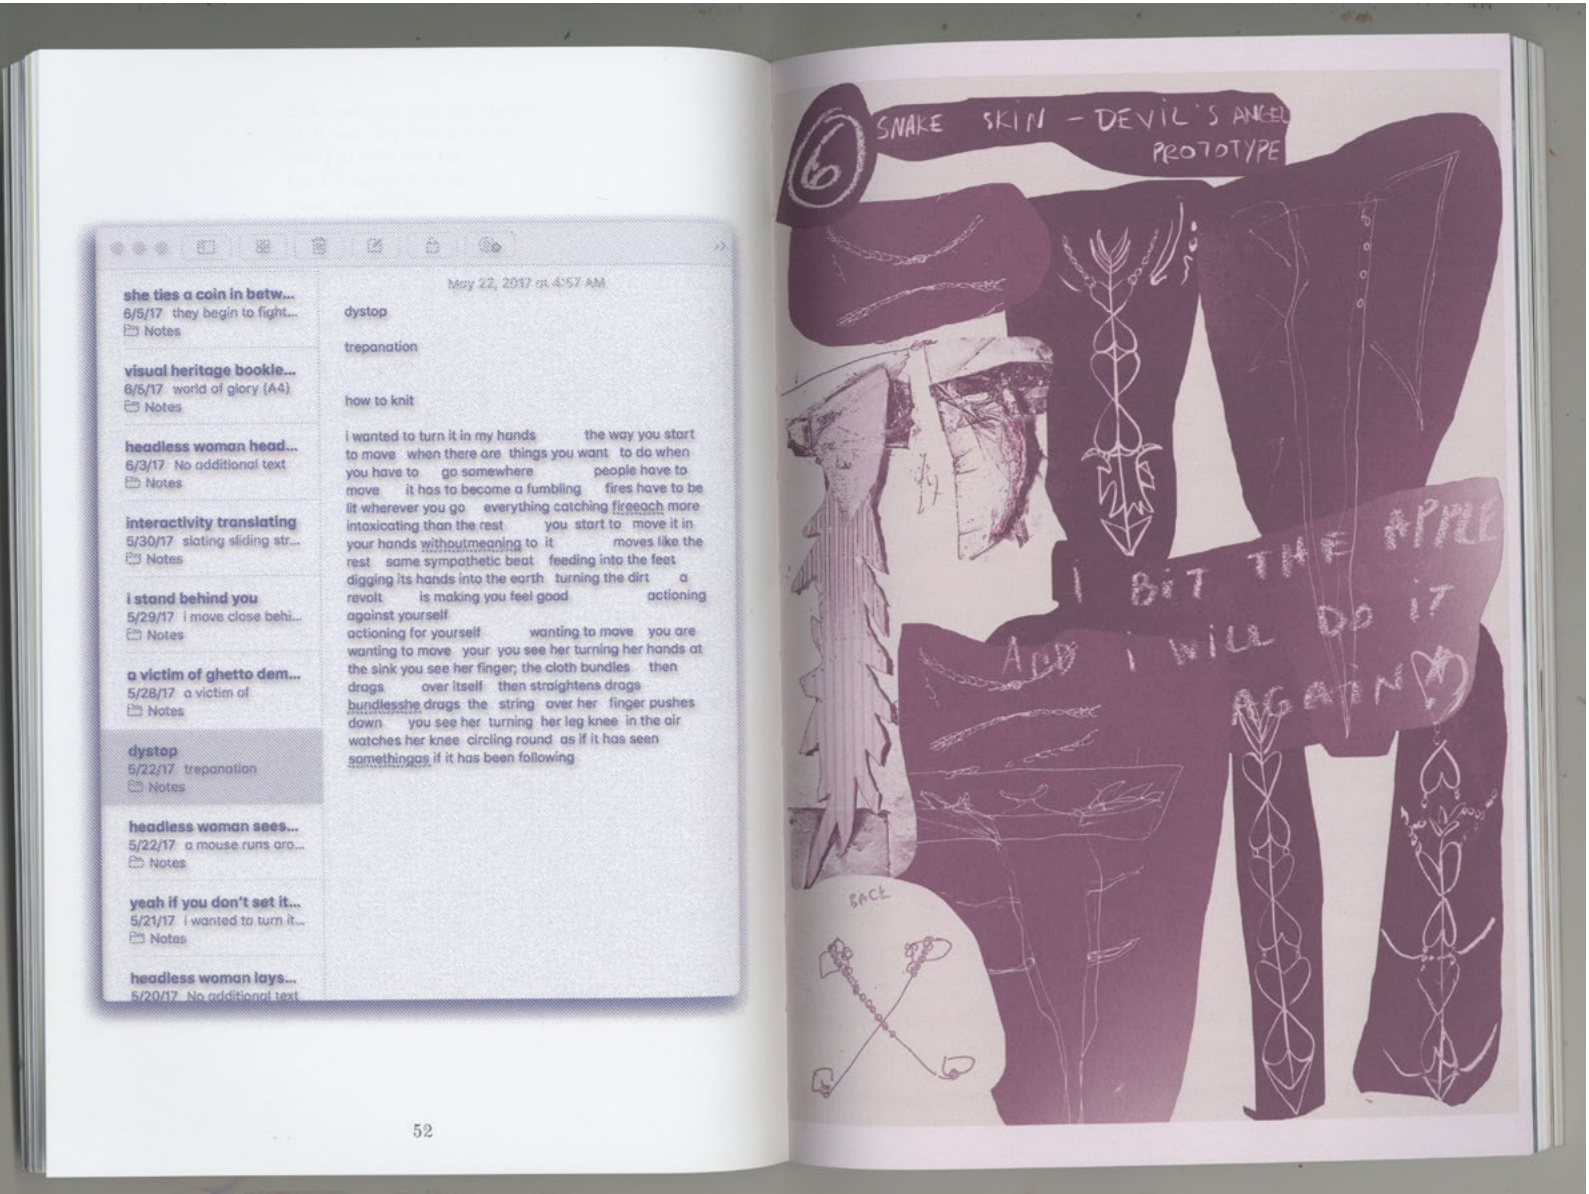 she ties a coin in betw...
6/5/17 they begin to fight...
Notes
visual heritage bookle...
6/5/17 world of glory (A4)
Notes
headless woman head...
6/3/17 No additional text
Notes
interactivity translating
5/30/17 slating sliding str...
Notes
i stand behind you
5/29/17 i move close behi...
Notes
a victim of ghetto dem...
5/28/17 a victim of
Notes
dystop
5/22/17 trepanation
Notes
headless woman sees...
5/22/17 a mouse runs aro...
Notes
yeah if you don't set it...
5/21/17 i wanted to turn it...
Notes
headless woman lays...
5/20/17 No additional text
May 22, 2017 at 4:57 AM
dystop
trepanation
how to knit
i wanted to turn it in my hands the way you start
to move when there are things you want to do when
you have to go somewhere people have to
move it has to become a fumbling fires have to be
lit wherever you go everything catching fireeach more
intoxicating than the rest you start to move it in
your hands withoutmeaning to it moves like the
rest same sympathetic beat feeding into the feet
digging its hands into the earth turning the dirt a
revolt is making you feel good actioning
against yourself
actioning for yourself wanting to move you are
wanting to move your you see her turning her hands at
the sink you see her finger; the cloth bundles then
drags over itself then straightens drags
bundlesshe drags the string over her finger pushes
down you see her turning her leg knee in the air
watches her knee circling round as if it has seen
somethingas if it has been following
52
6 SNAKE SKIN - DEVIL'S ANGEL
PROTOTYPE
I BIT THE APPLE
AND I WILL DO IT
AGAIN
BACK